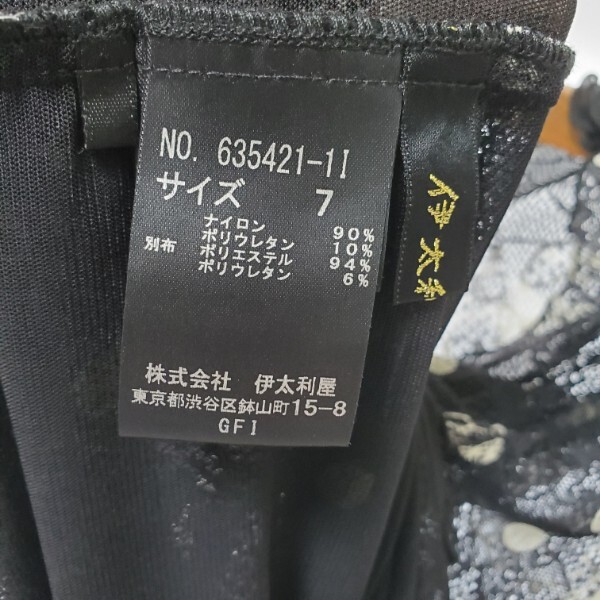 NO. 635421-1I
サイズ 7
ナイロン 90%
ポリウレタン 10%
別布 ポリエステル 94%
ポリウレタン 6%
株式会社 伊太利屋
東京都渋谷区鉢山町15-8
GFI
伊太利